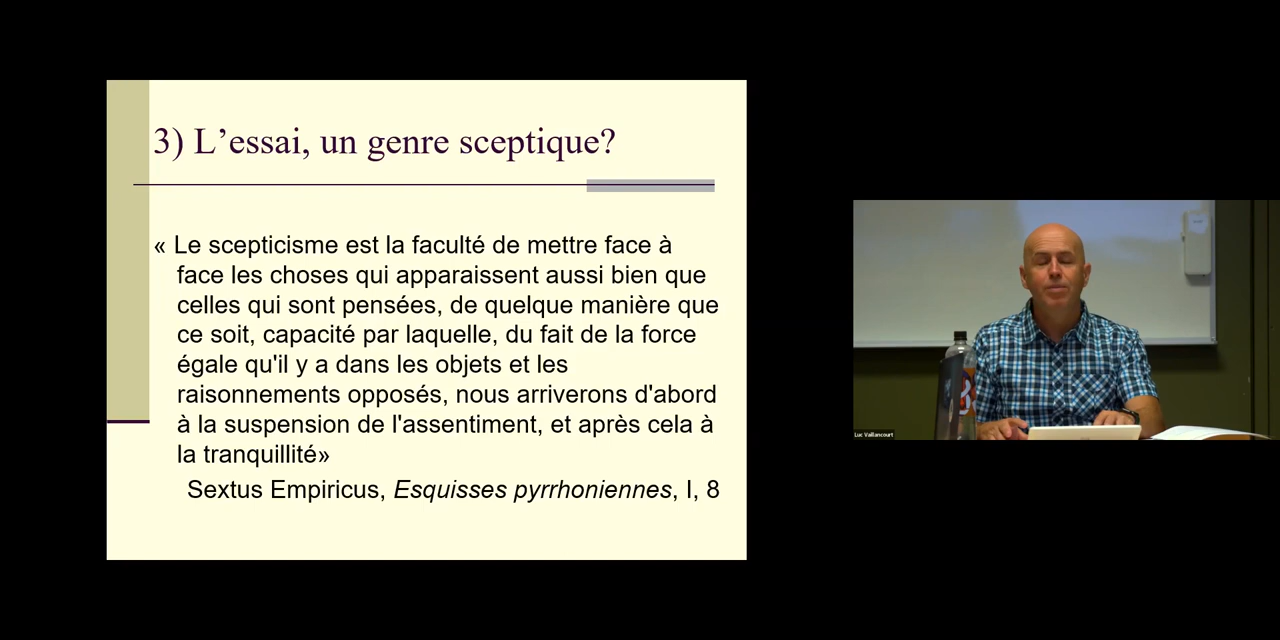 3) L’essai, un genre sceptique?
« Le scepticisme est la faculté de mettre face à
face les choses qui apparaissent aussi bien que
celles qui sont pensées, de quelque manière que
ce soit, capacité par laquelle, du fait de la force
égale qu'il y a dans les objets et les
raisonnements opposés, nous arriverons d'abord
à la suspension de l'assentiment, et après cela à
la tranquillité»
Sextus Empiricus, Esquisses pyrrhoniennes, I, 8
Luc Vaillancourt